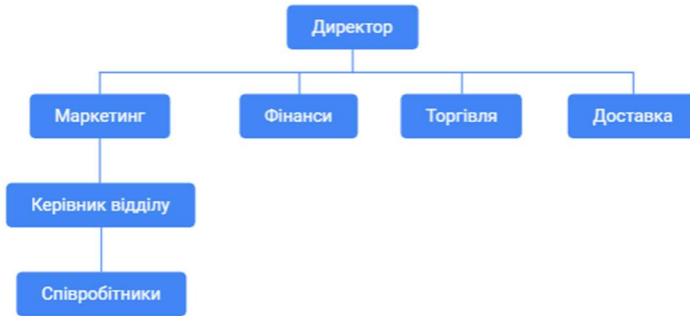 Директор
Маркетинг
Фінанси
Торгівля
Доставка
Керівник відділу
Співробітники